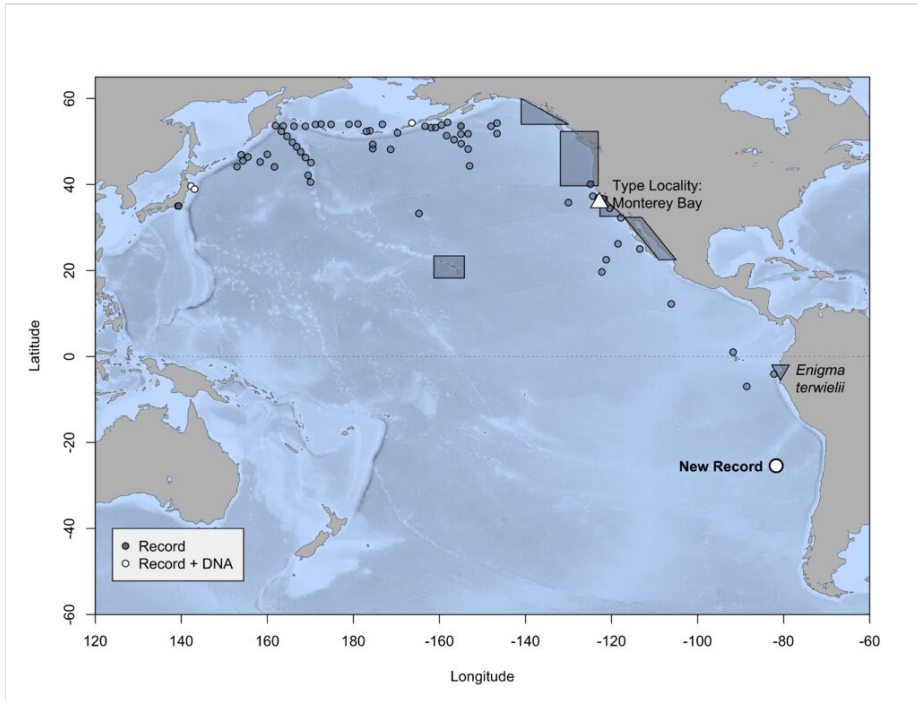 60
40
20
0
-20
-40
-60
Latitude
Type Locality:
Monterey Bay
Enigma
terwielii
New Record
Record
Record + DNA
120
140
160
180
-160
-140
-120
-100
-80
-60
Longitude